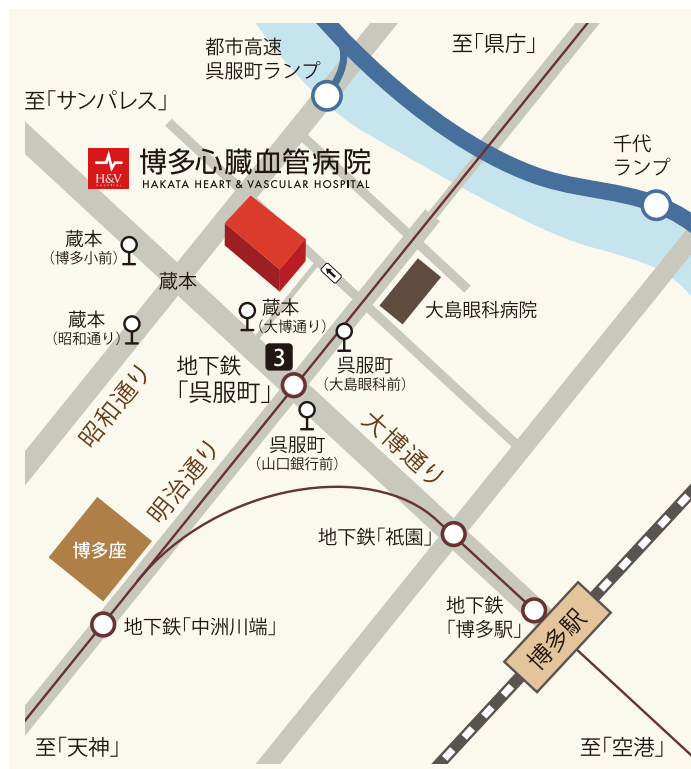 都市高速
呉服町ランプ
至「県庁」
至「サンパレス」
千代
ランプ
H&V
HOSPITAL
博多心臓血管病院
HAKATA HEART & VASCULAR HOSPITAL
蔵本
(博多小前)
蔵本
蔵本
(昭和通り)
蔵本
(大博通り)
大島眼科病院
3
地下鉄
「呉服町」
呉服町
(大島眼科前)
昭和通り
大博通り
呉服町
(山口銀行前)
明治通り
博多座
地下鉄「祇園」
地下鉄
「博多駅」
博多駅
地下鉄「中洲川端」
至「天神」
至「空港」